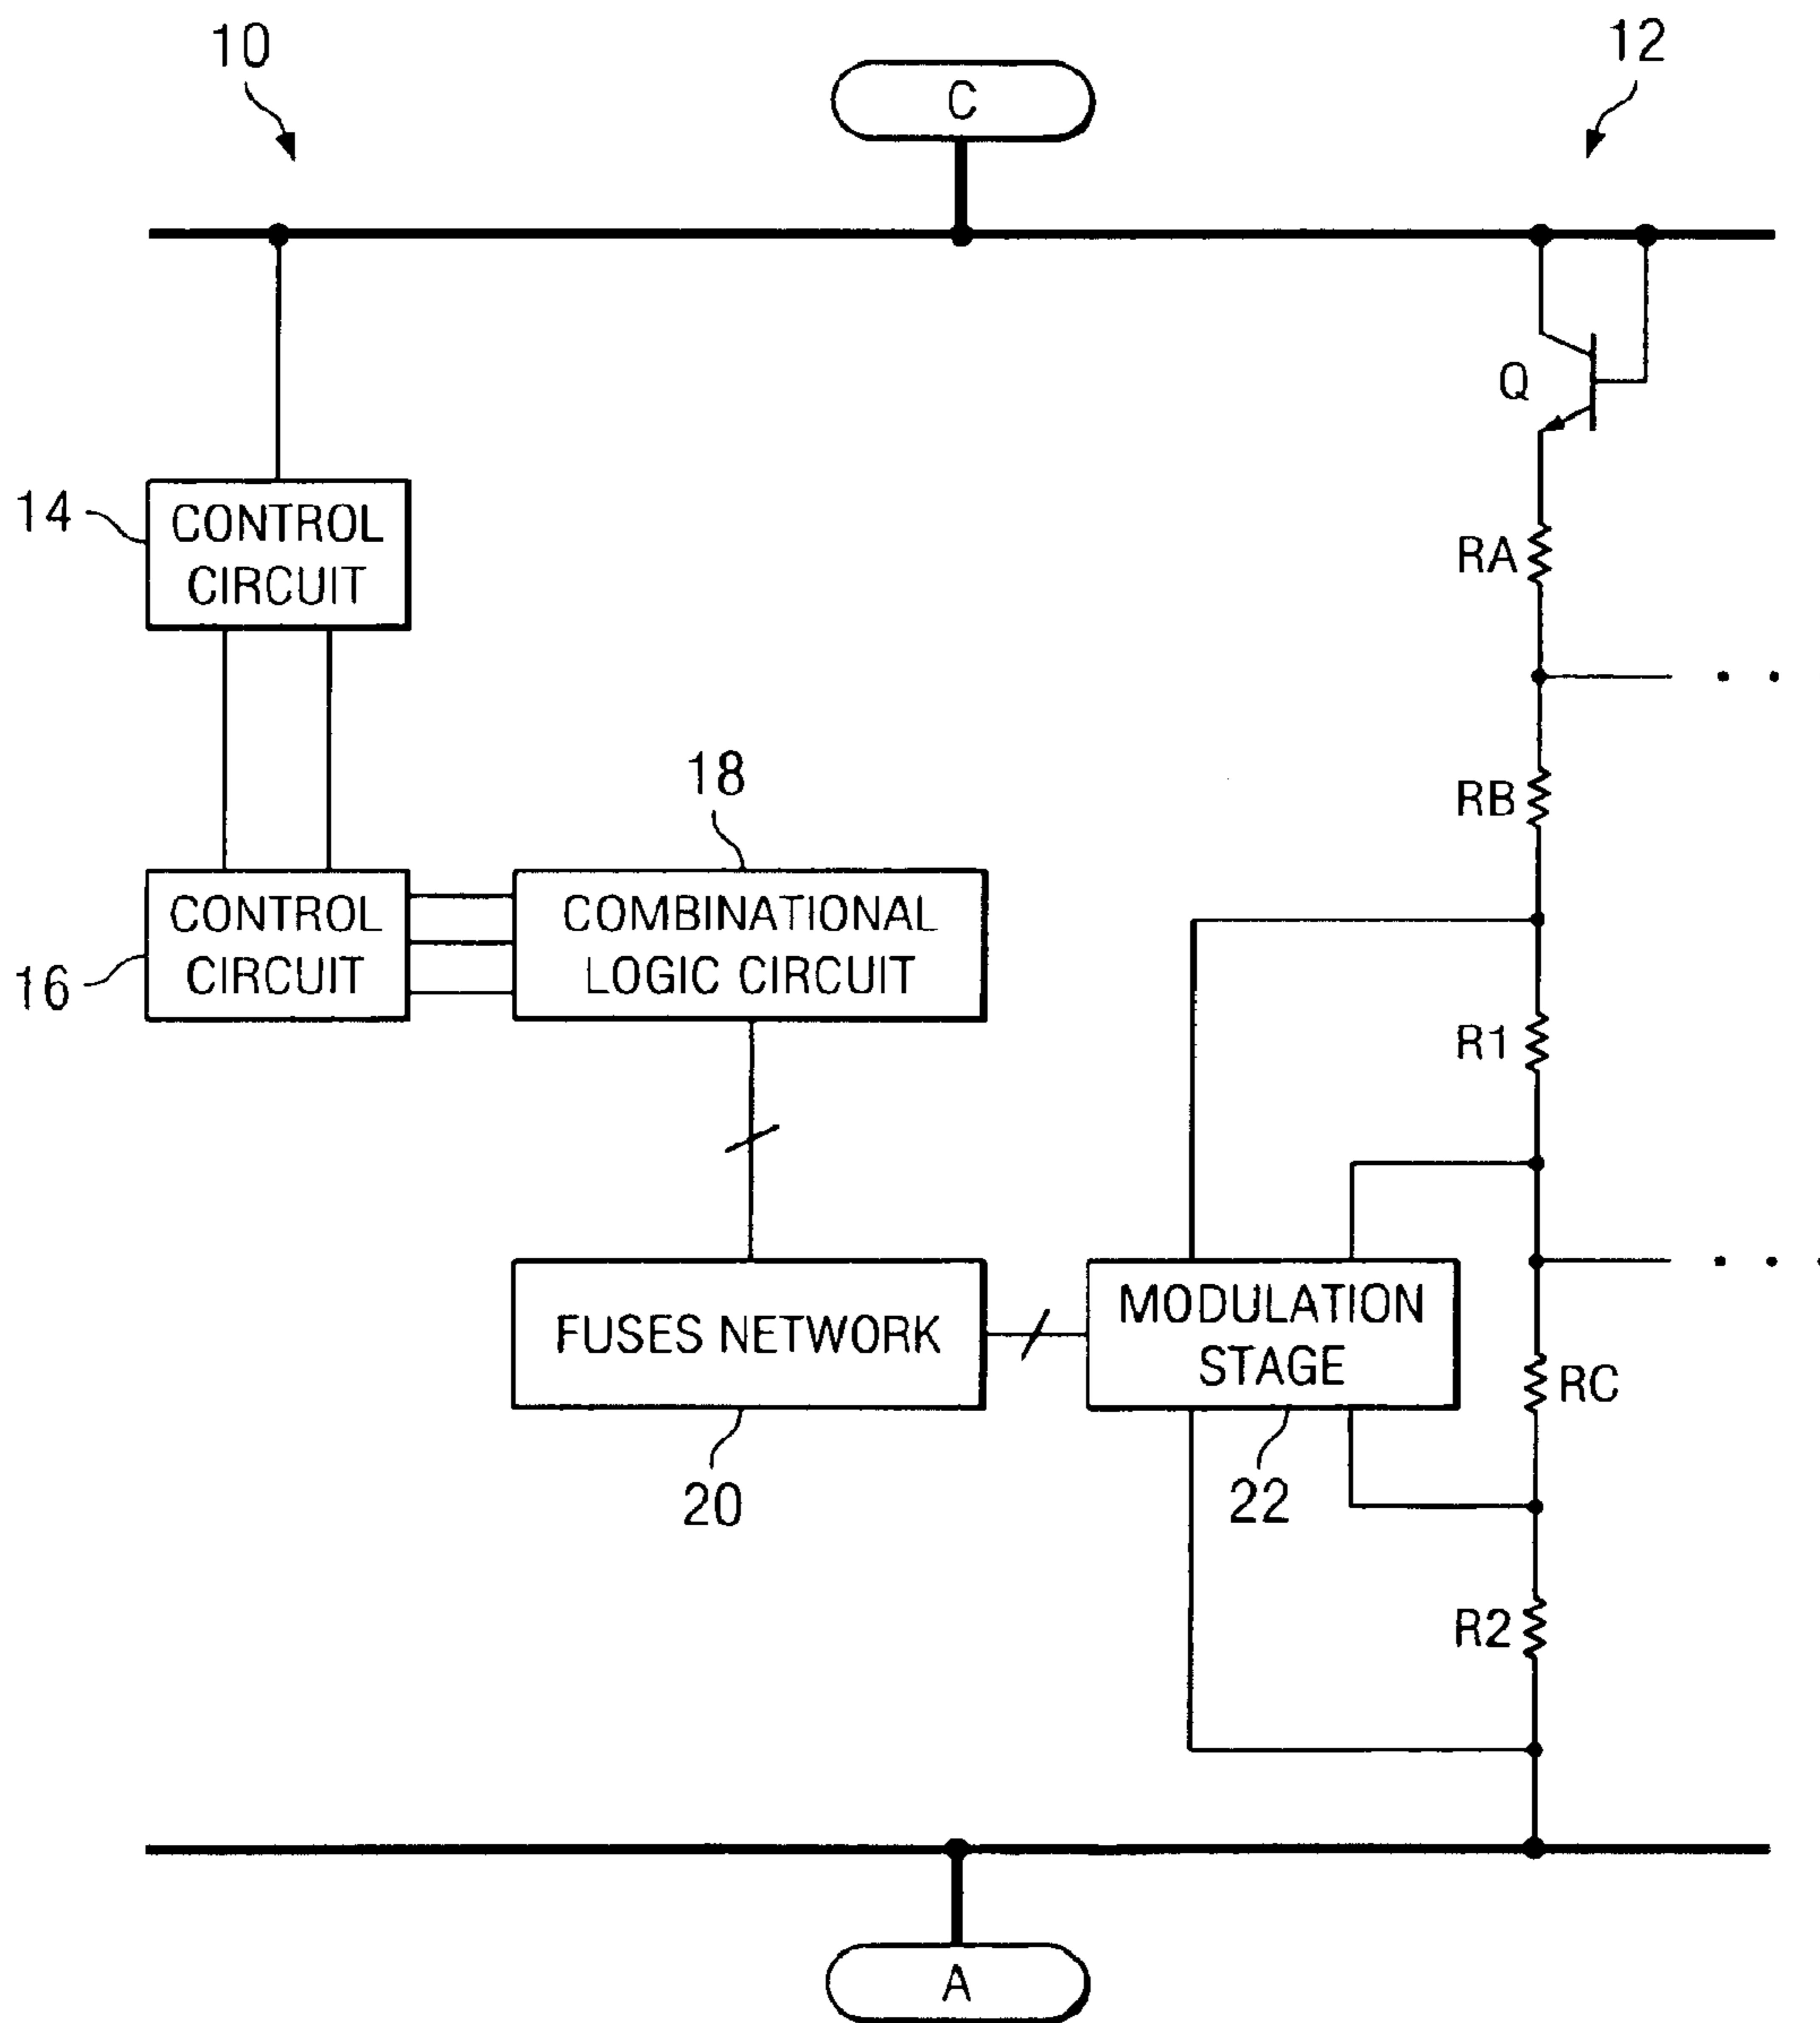 10
12
C
Q
14
CONTROL
CIRCUIT
RA
RB
18
16
CONTROL
CIRCUIT
COMBINATIONAL
LOGIC CIRCUIT
R1
FUSES NETWORK
MODULATION
STAGE
RC
20
22
R2
A